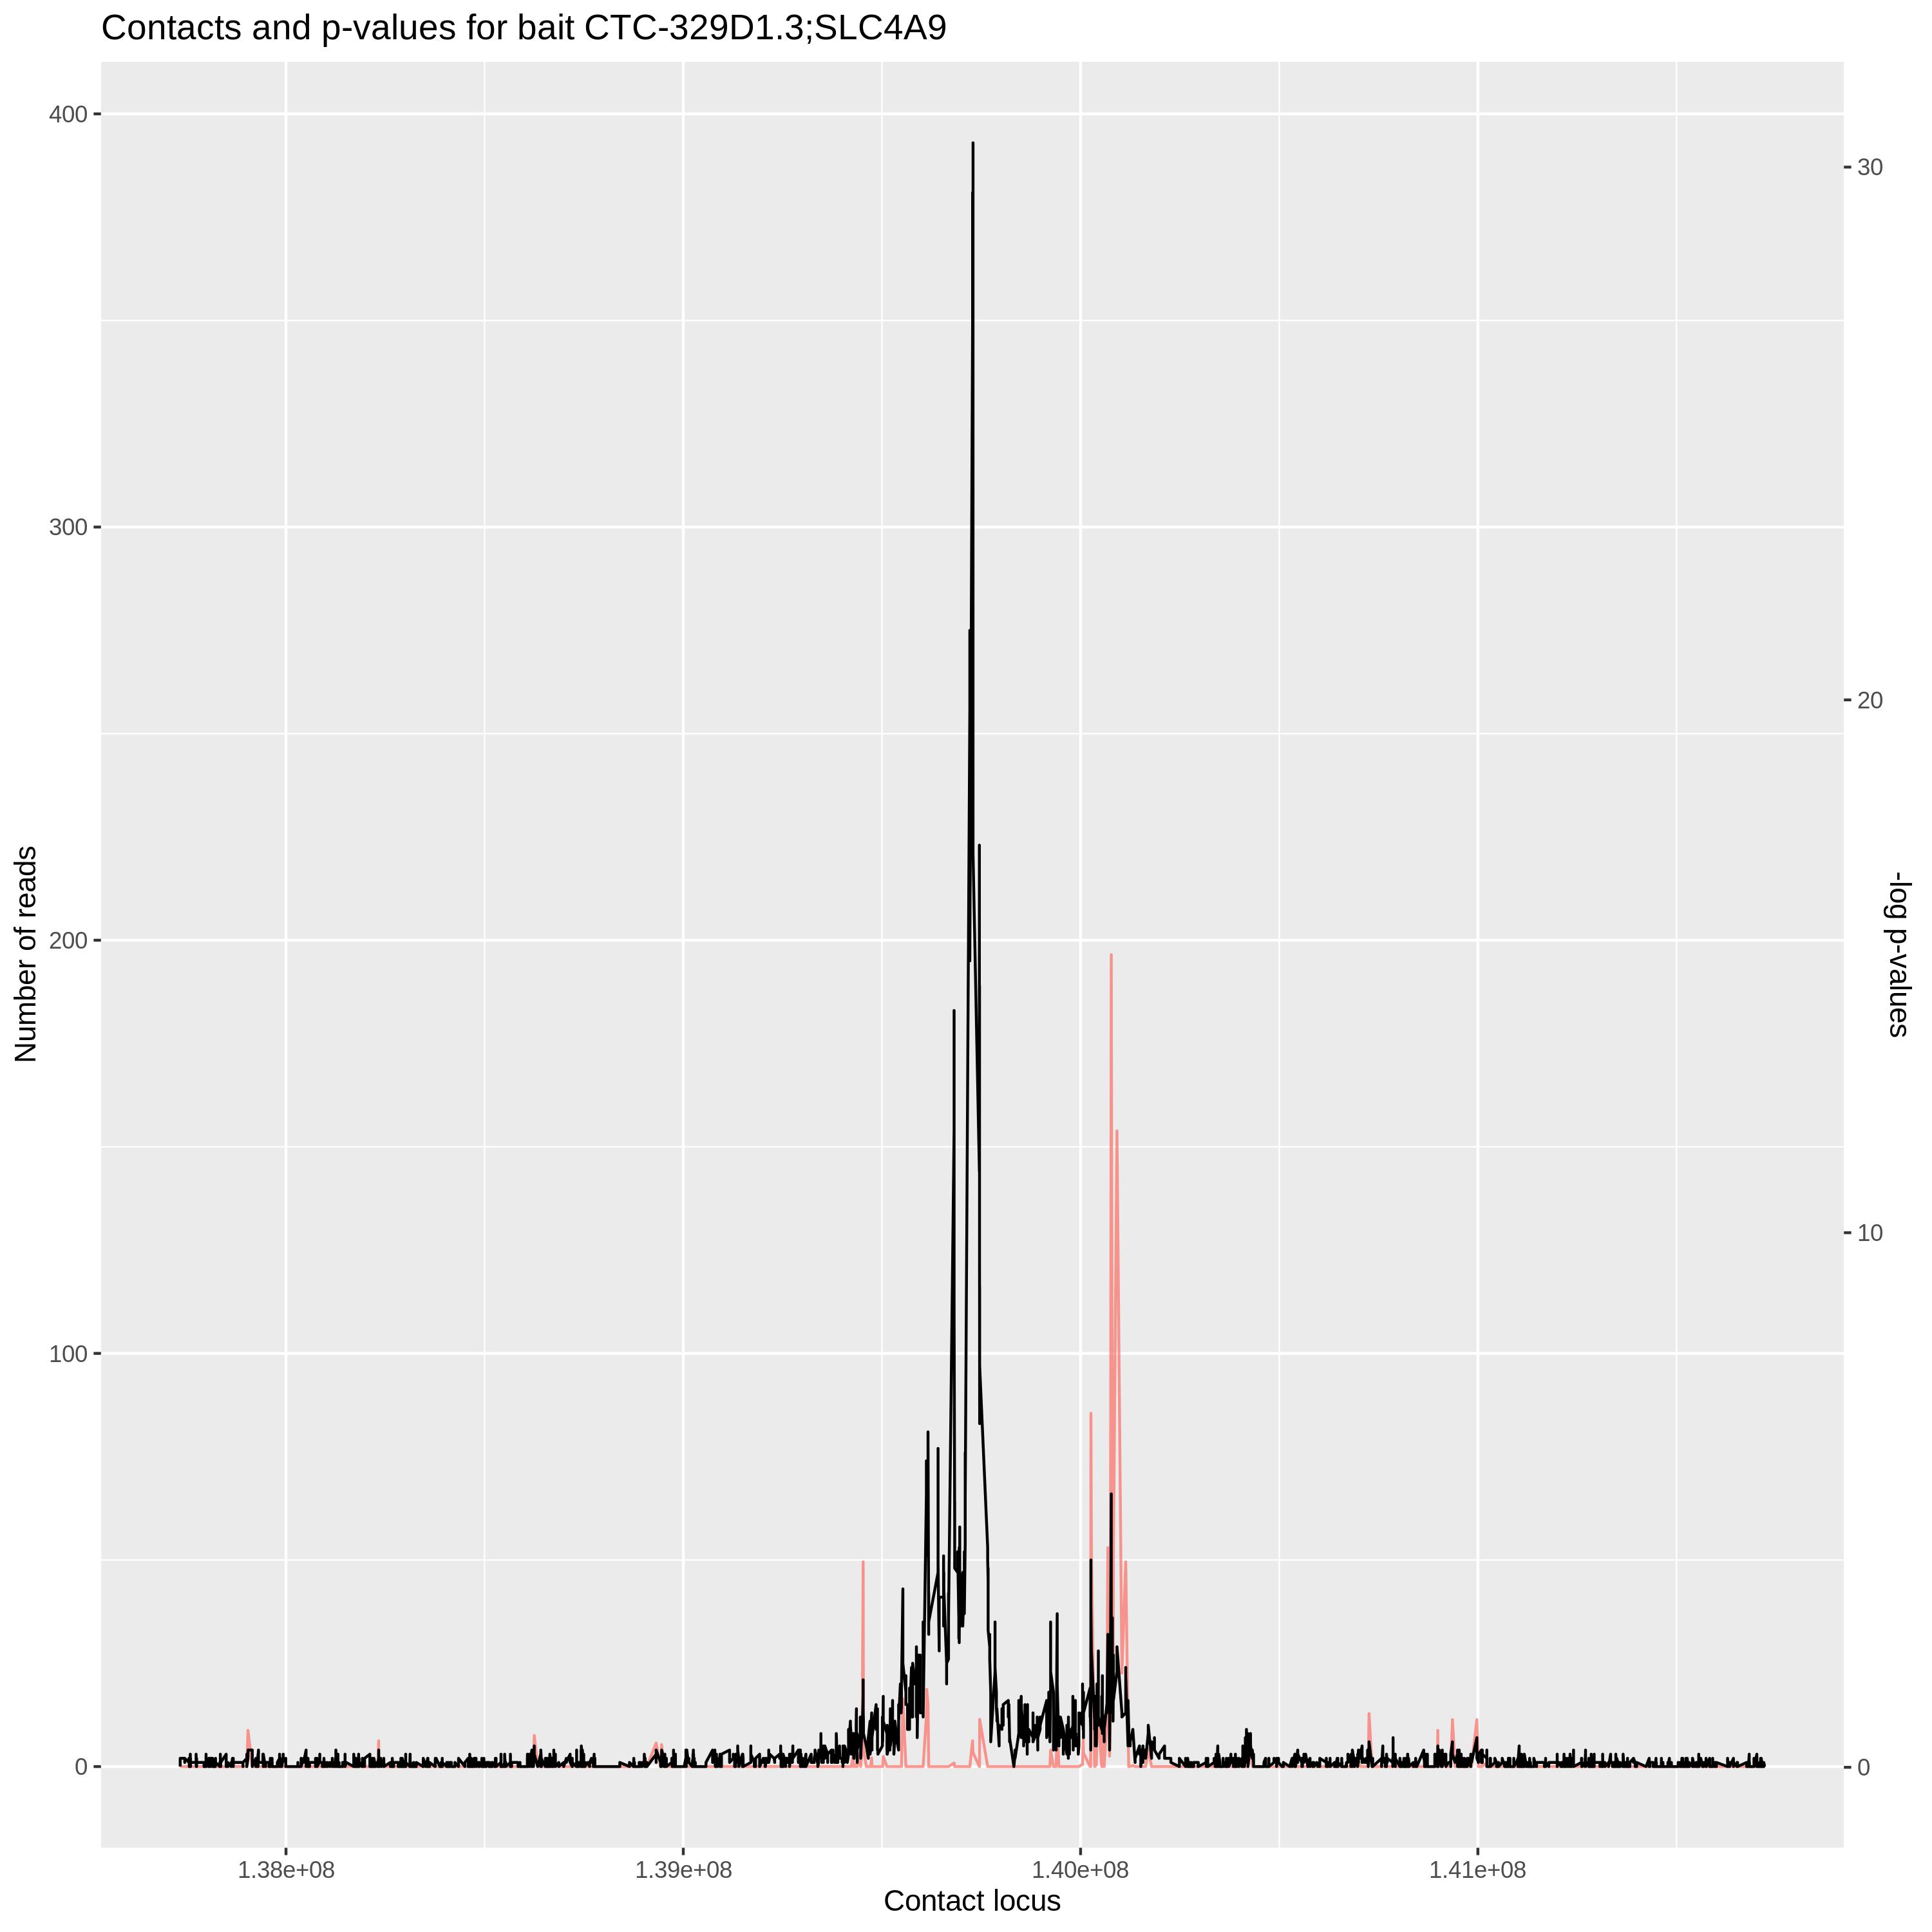 Contacts and p-values for bait CTC-329D1.3;SLC4A9
400
300
200
100
0
Number of reads
30
20
10
0
-log p-values
1.38e+08
1.39e+08
1.40e+08
1.41e+08
Contact locus